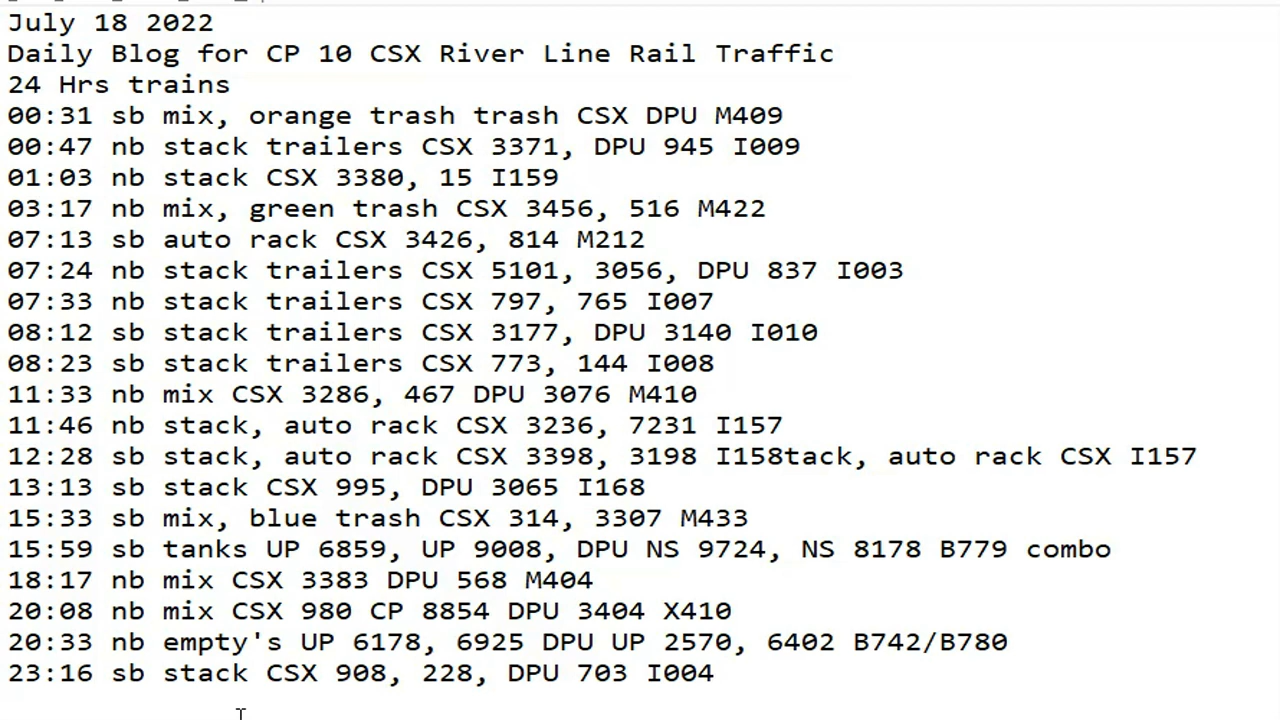 July 18 2022
Daily Blog for CP 10 CSX River Line Rail Traffic
24 Hrs trains
00:31 sb mix, orange trash trash CSX DPU M409
00:47 nb stack trailers CSX 3371, DPU 945 I009
01:03 nb stack CSX 3380, 15 I159
03:17 nb mix, green trash CSX 3456, 516 M422
07:13 sb auto rack CSX 3426, 814 M212
07:24 nb stack trailers CSX 5101, 3056, DPU 837 I003
07:33 nb stack trailers CSX 797, 765 I007
08:12 sb stack trailers CSX 3177, DPU 3140 I010
08:23 sb stack trailers CSX 773, 144 I008
11:33 nb mix CSX 3286, 467 DPU 3076 M410
11:46 nb stack, auto rack CSX 3236, 7231 I157
12:28 sb stack, auto rack CSX 3398, 3198 I158tack, auto rack CSX I157
13:13 sb stack CSX 995, DPU 3065 I168
15:33 sb mix, blue trash CSX 314, 3307 M433
15:59 sb tanks UP 6859, UP 9008, DPU NS 9724, NS 8178 B779 combo
18:17 nb mix CSX 3383 DPU 568 M404
20:08 nb mix CSX 980 CP 8854 DPU 3404 X410
20:33 nb empty's UP 6178, 6925 DPU UP 2570, 6402 B742/B780
23:16 sb stack CSX 908, 228, DPU 703 I004